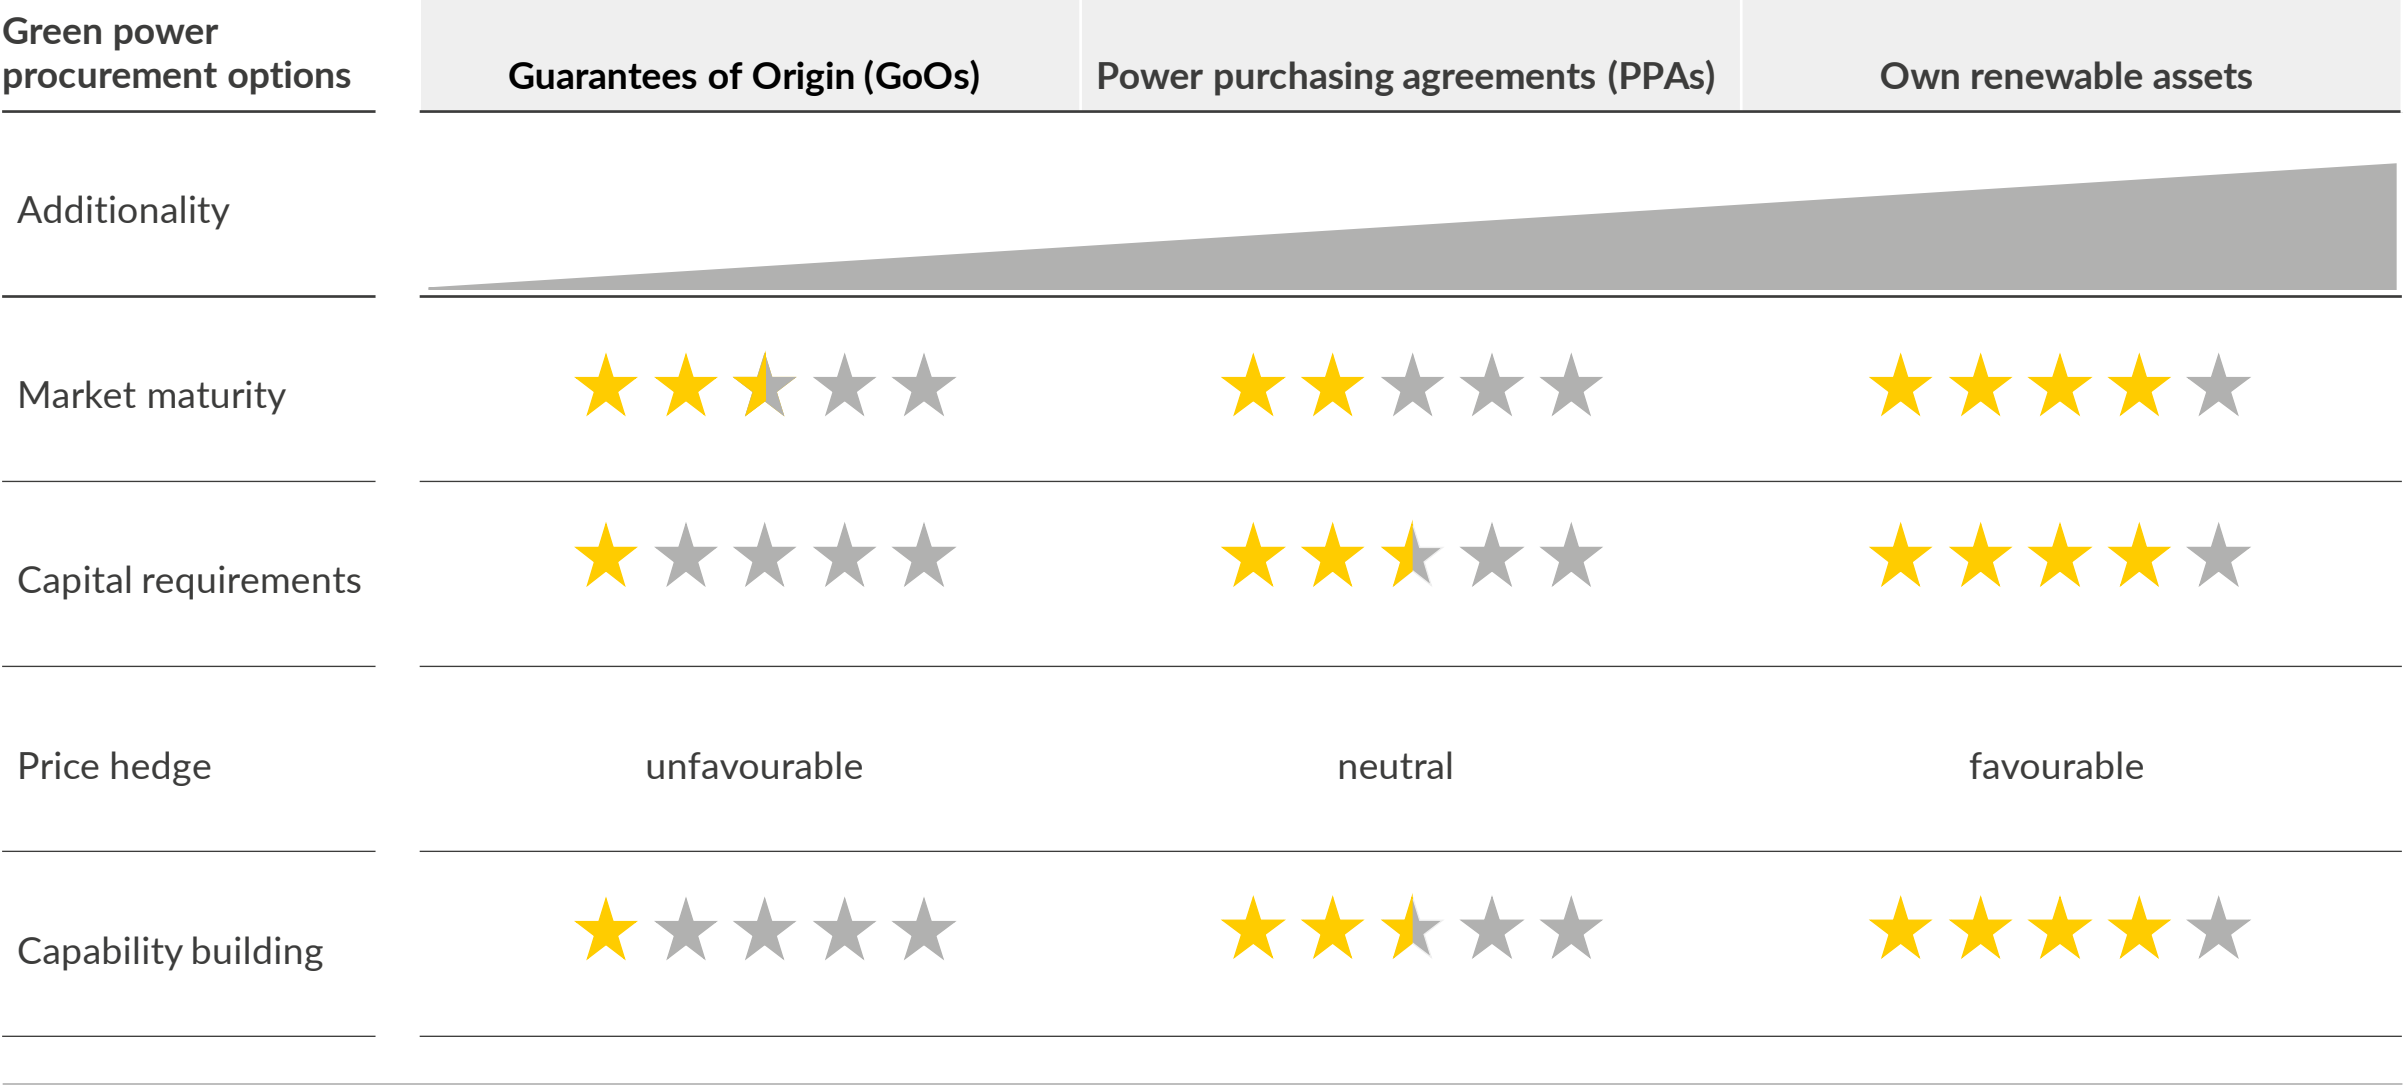 Green power
procurement options
Guarantees of Origin (GoOs)
Power purchasing agreements (PPAs)
Own renewable assets
Additionality
Market maturity
Capital requirements
Price hedge
unfavourable
neutral
favourable
Capability building